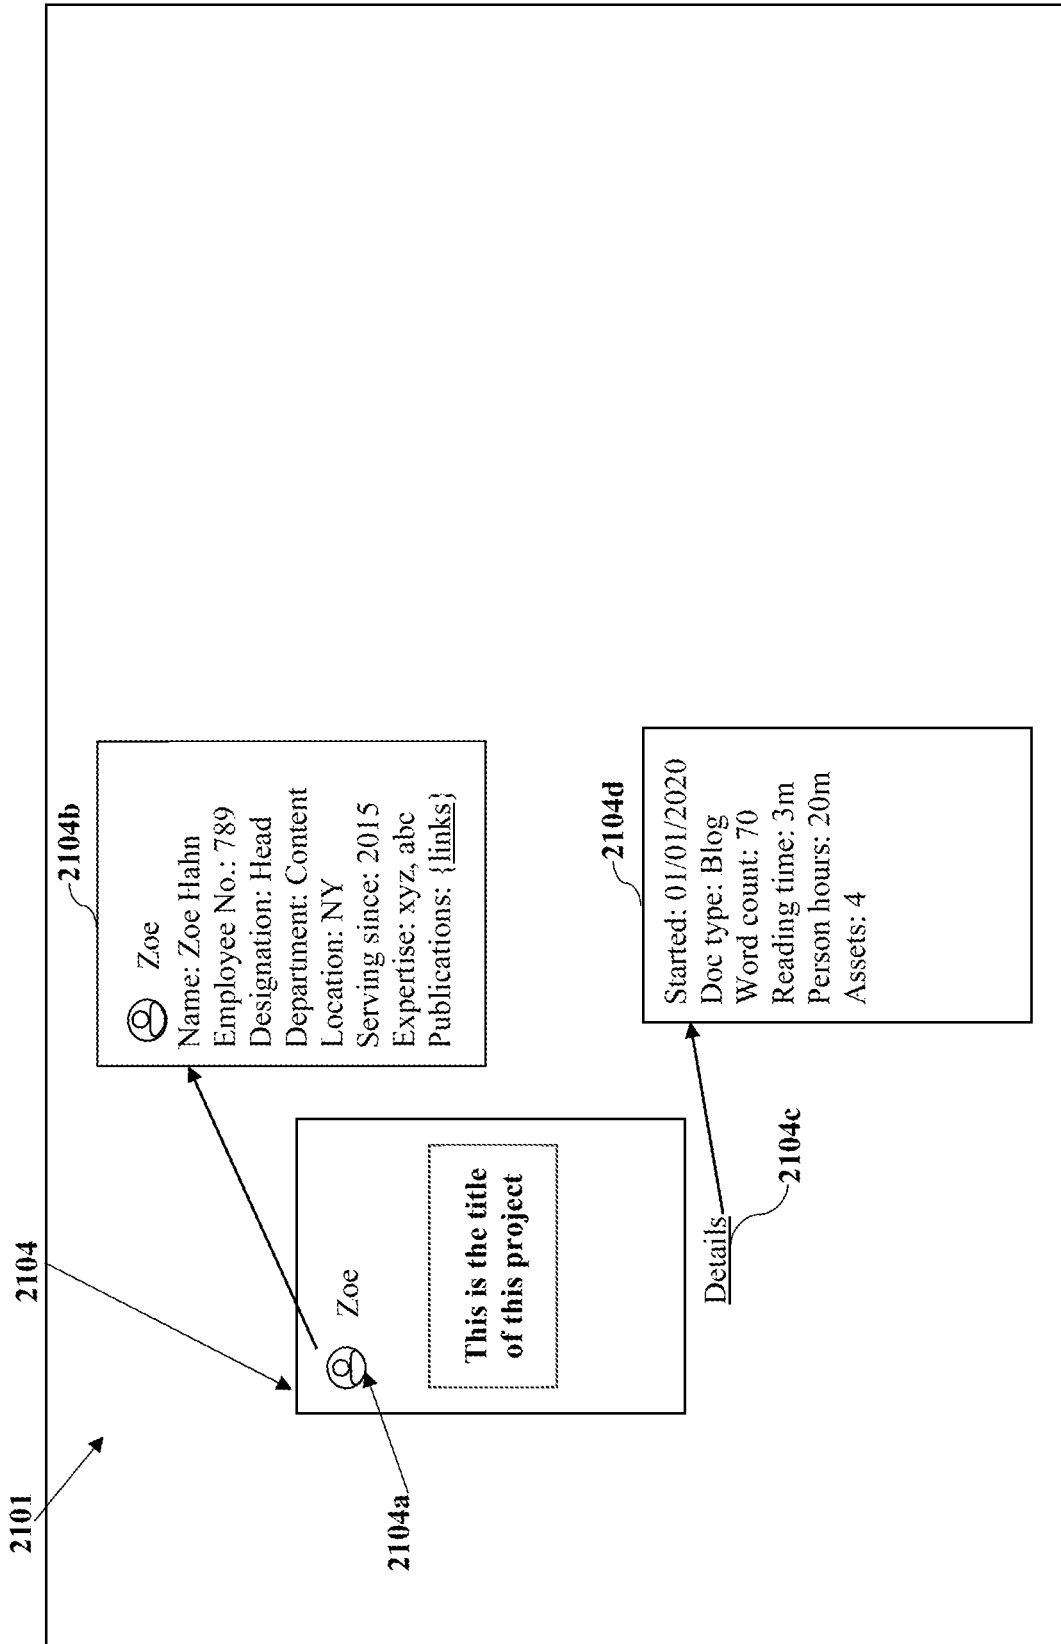 2101
2104
2104a
Zoe
This is the title
of this project
Details
2104c
2104b
Zoe
Name: Zoe Hahn
Employee No.: 789
Designation: Head
Department: Content
Location: NY
Serving since: 2015
Expertise: xyz, abc
Publications: {links}
2104d
Started: 01/01/2020
Doc type: Blog
Word count: 70
Reading time: 3m
Person hours: 20m
Assets: 4